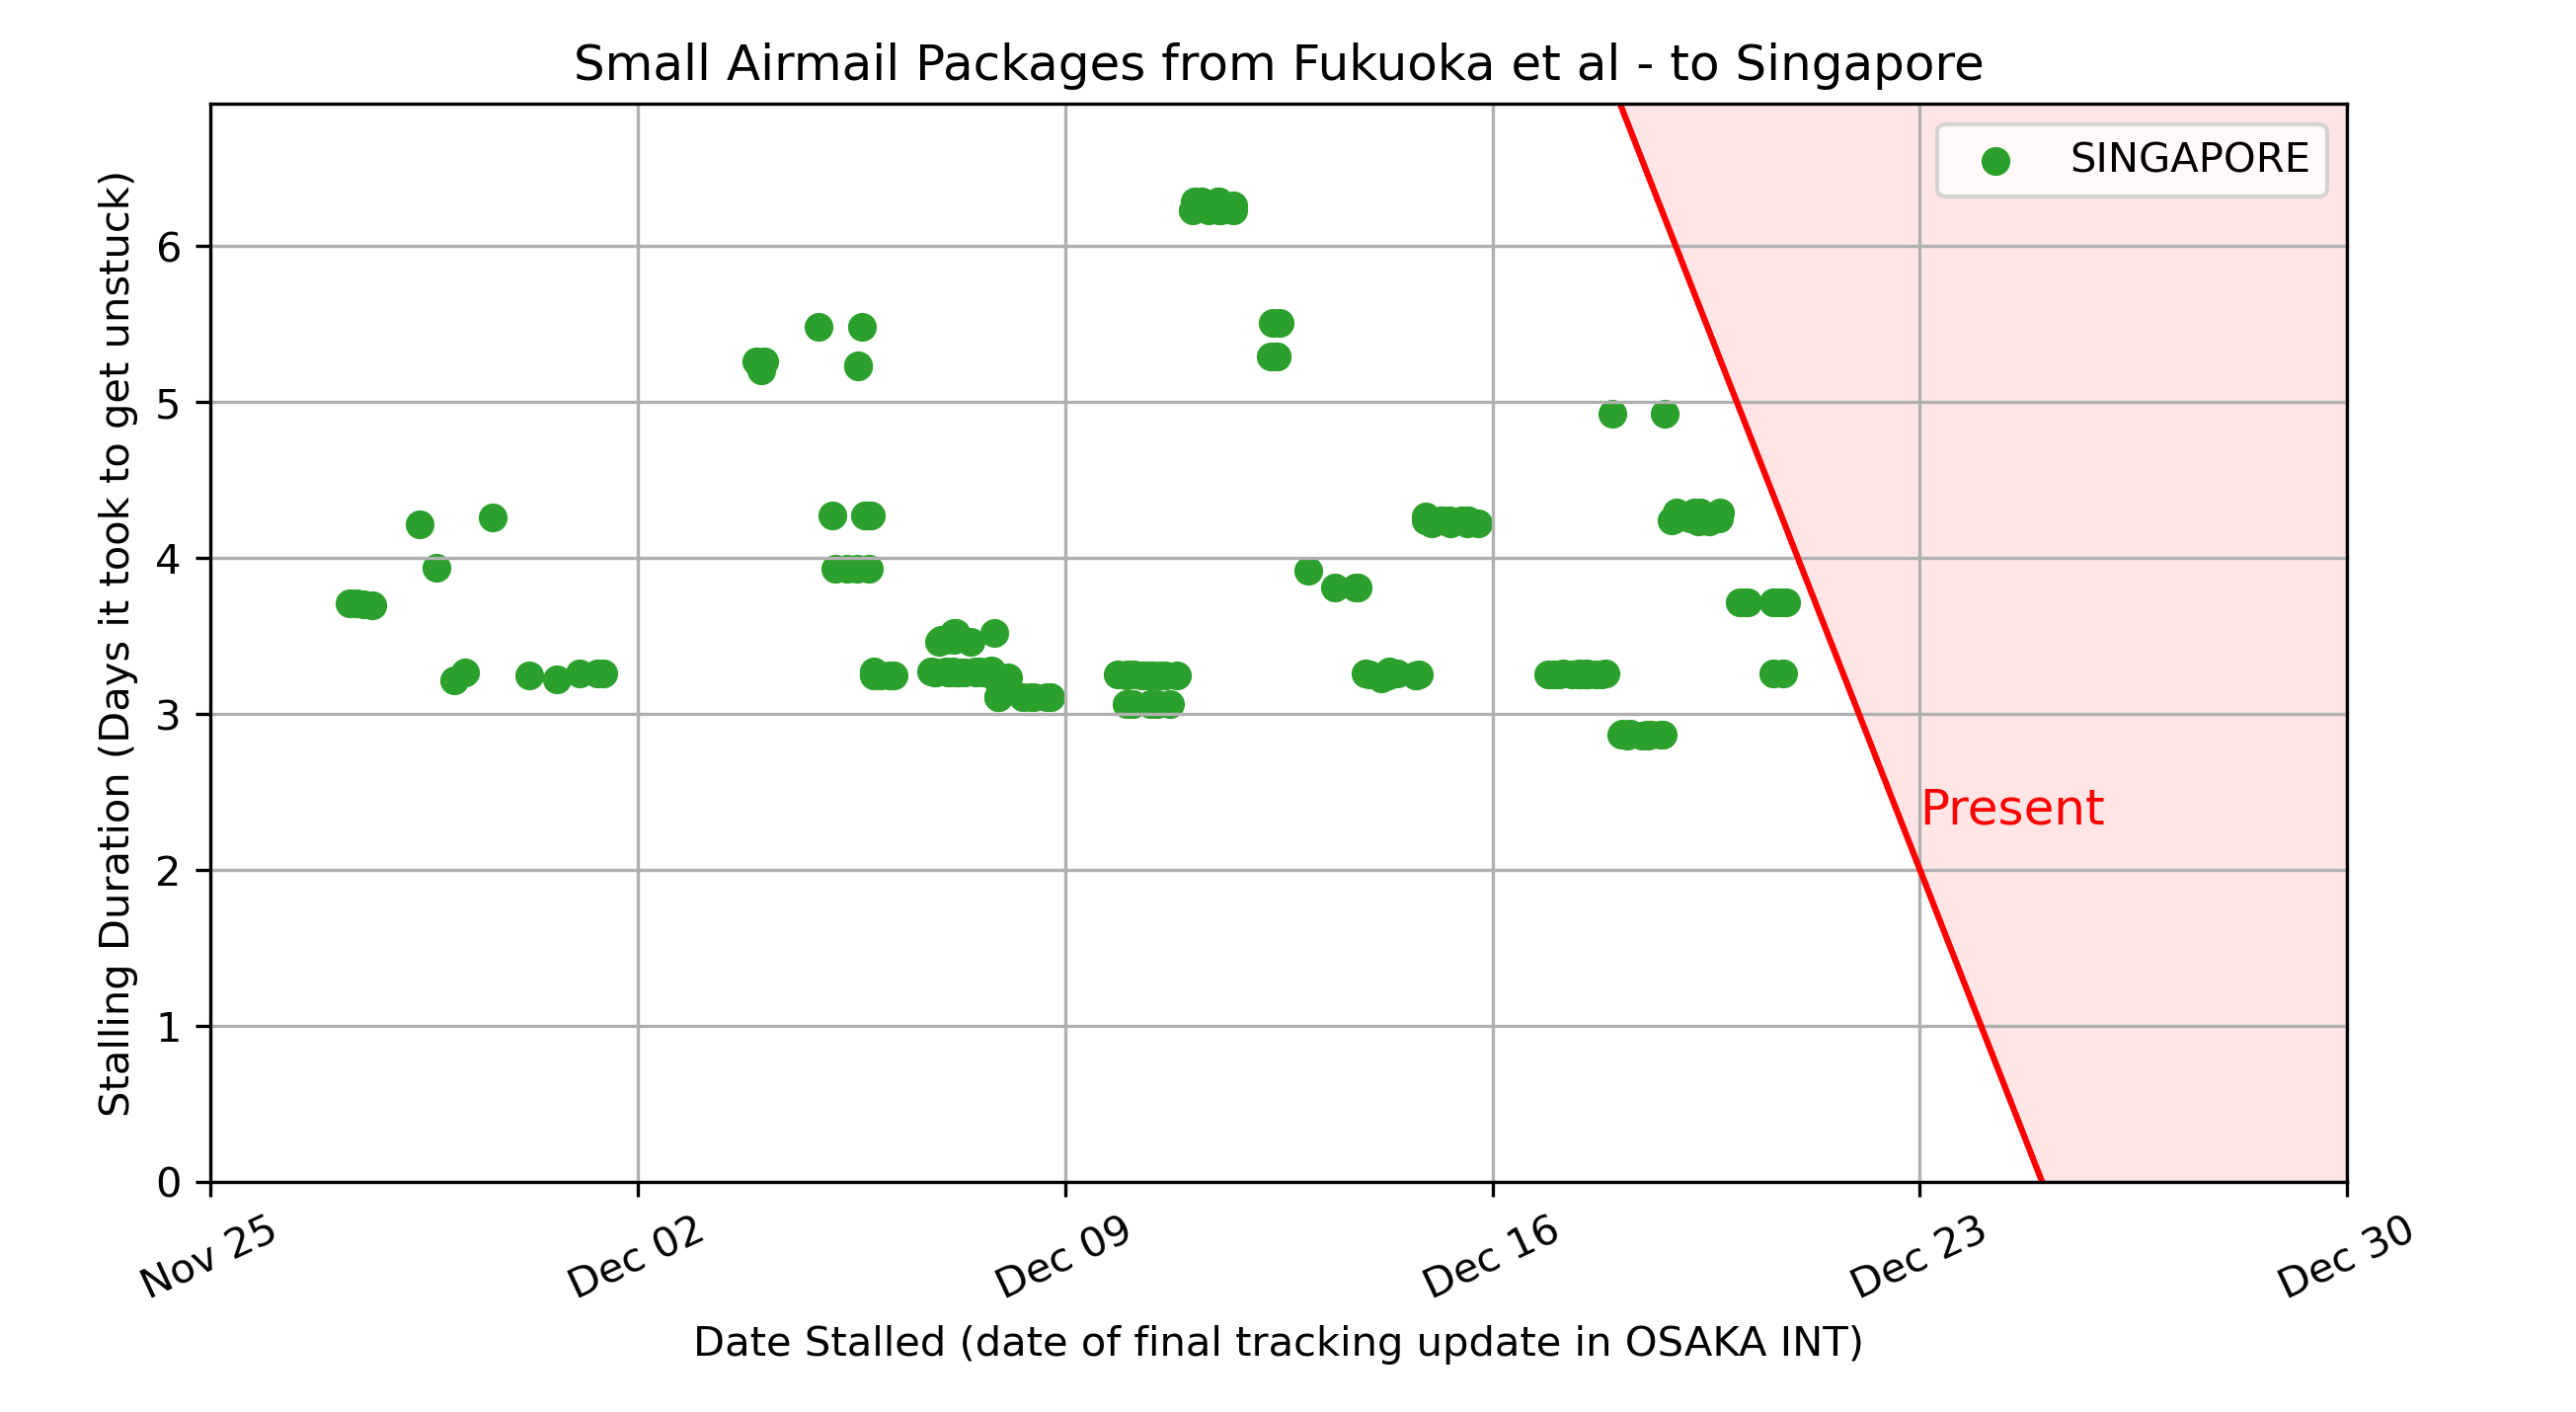 Small Airmail Packages from Fukuoka et al - to Singapore
SINGAPORE
Stalling Duration (Days it took to get unstuck)
6
5
4
3
2
1
0
Present
Nov 25
Dec 02
Dec 09
Dec 16
Dec 23
Dec 30
Date Stalled (date of final tracking update in OSAKA INT)